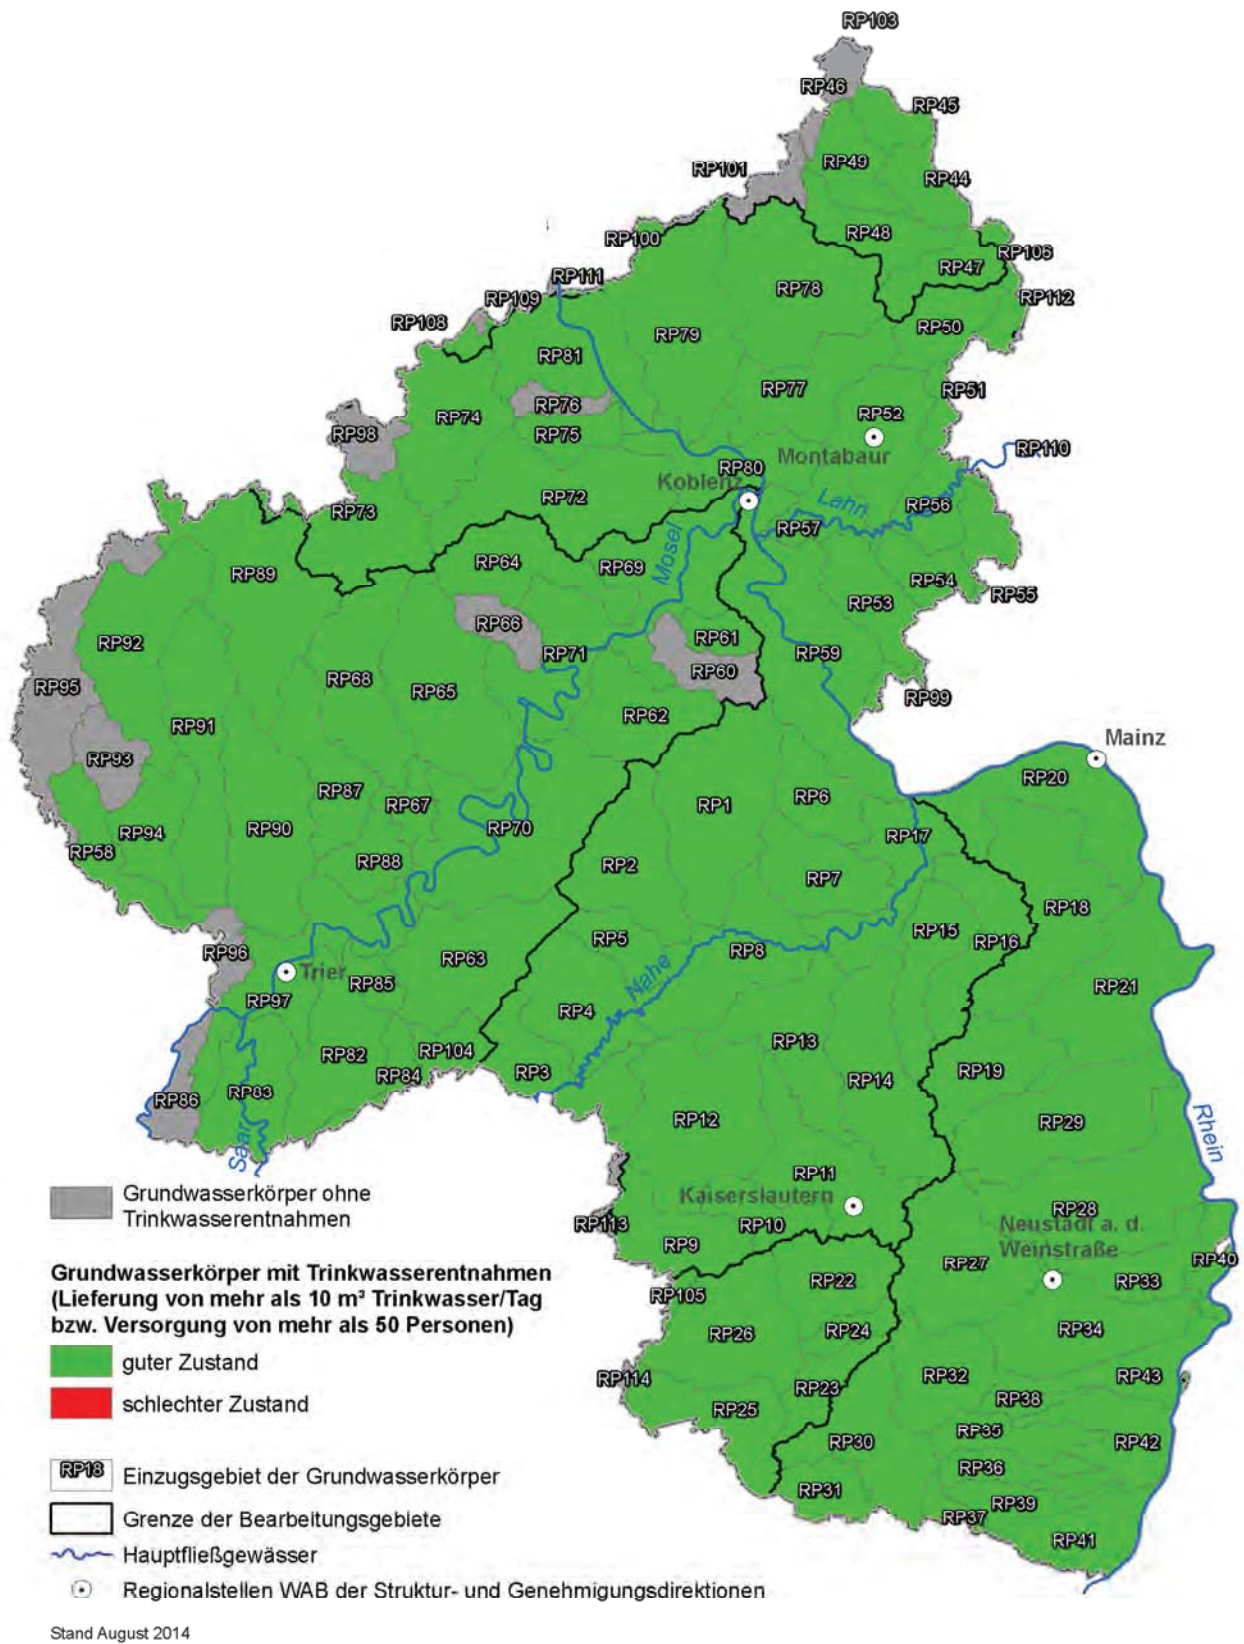 RP103
RP46
RP45
RP49
RP101
RP44
RP48
RP100
RP106
RP47
RP111
RP78
RP109
RP112
RP108
RP50
RP79
RP81
RP77
RP51
RP76
RP52
RP74
RP98
RP75
RP110
Montabaur
RP80
Koblenz
RP72
Lahn
RP56
RP73
RP57
Mosel
RP64
RP69
RP89
RP54
RP55
RP53
RP66
RP61
RP92
RP71
RP59
RP60
RP68
RP95
RP65
RP99
RP62
RP91
Mainz
RP93
RP20
RP87
RP6
RP67
RP1
RP70
RP90
RP94
RP17
RP58
RP88
RP2
RP7
RP18
RP15
RP5
RP16
RP96
RP8
RP63
Nahe
Trier
RP85
RP21
RP97
RP4
RP13
RP104
RP82
RP3
RP84
RP19
RP14
RP83
RP86
RP12
RP29
Rhein
Saar
RP11
Kaiserslautern
RP28
RP113
RP10
Neustadt a. d.
Weinstraße
RP9
RP40
RP27
RP22
RP33
RP105
RP26
RP24
RP34
RP114
RP32
RP43
RP23
RP38
RP25
RP35
RP30
RP42
RP36
RP31
RP39
RP37
RP41
Grundwasserkörper ohne
Trinkwasserentnahmen
Grundwasserkörper mit Trinkwasserentnahmen
(Lieferung von mehr als 10 m³ Trinkwasser/Tag
bzw. Versorgung von mehr als 50 Personen)
guter Zustand
schlechter Zustand
RP18
Einzugsgebiet der Grundwasserkörper
Grenze der Bearbeitungsgebiete
Hauptfließgewässer
Regionalstellen WAB der Struktur- und Genehmigungsdirektionen
Stand August 2014